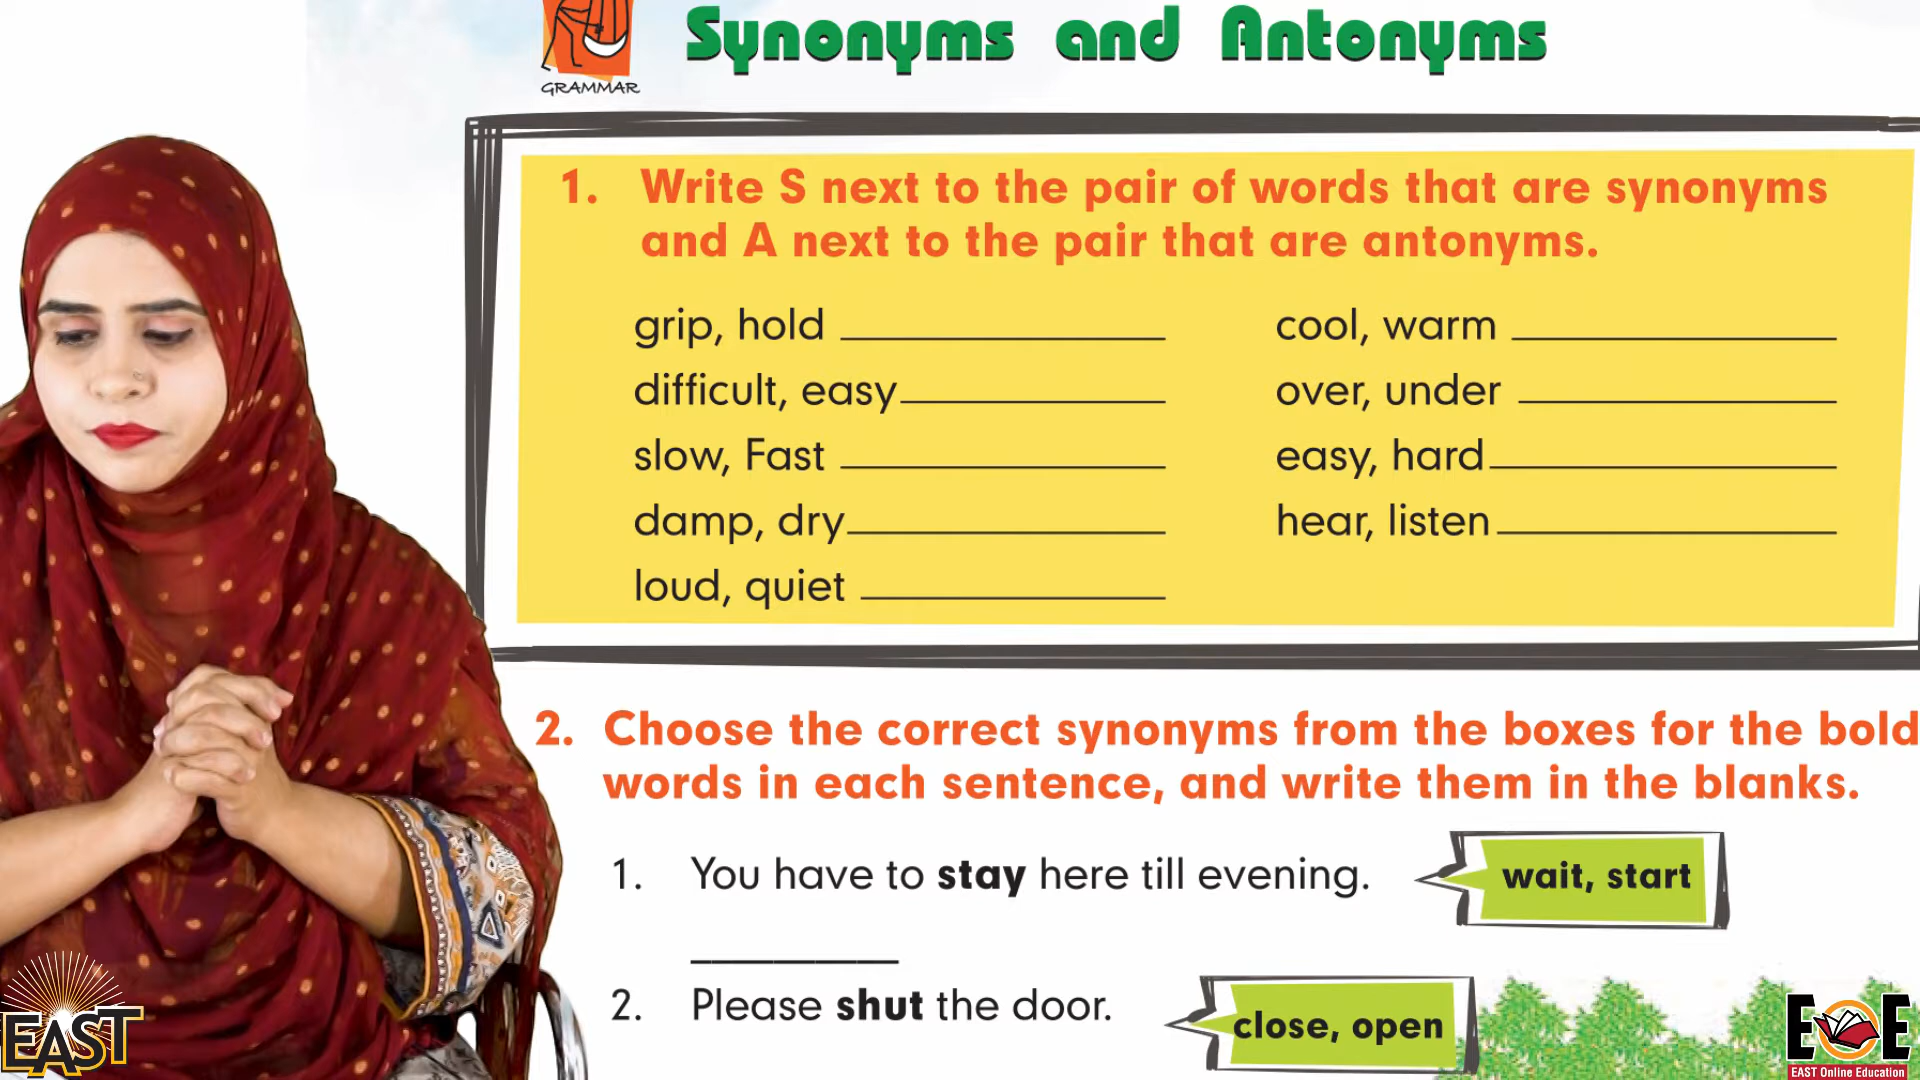 GRAMMAR
Synonyms and Antonyms
1. Write S next to the pair of words that are synonyms
and A next to the pair that are antonyms.
grip, hold
cool, warm
difficult, easy
over, under
slow, Fast
easy, hard
damp, dry
hear, listen
loud, quiet
2. Choose the correct synonyms from the boxes for the bold
words in each sentence, and write them in the blanks.
1. You have to stay here till evening.
wait, start
2. Please shut the door.
close, open
EAST
EOE
EAST Online Education